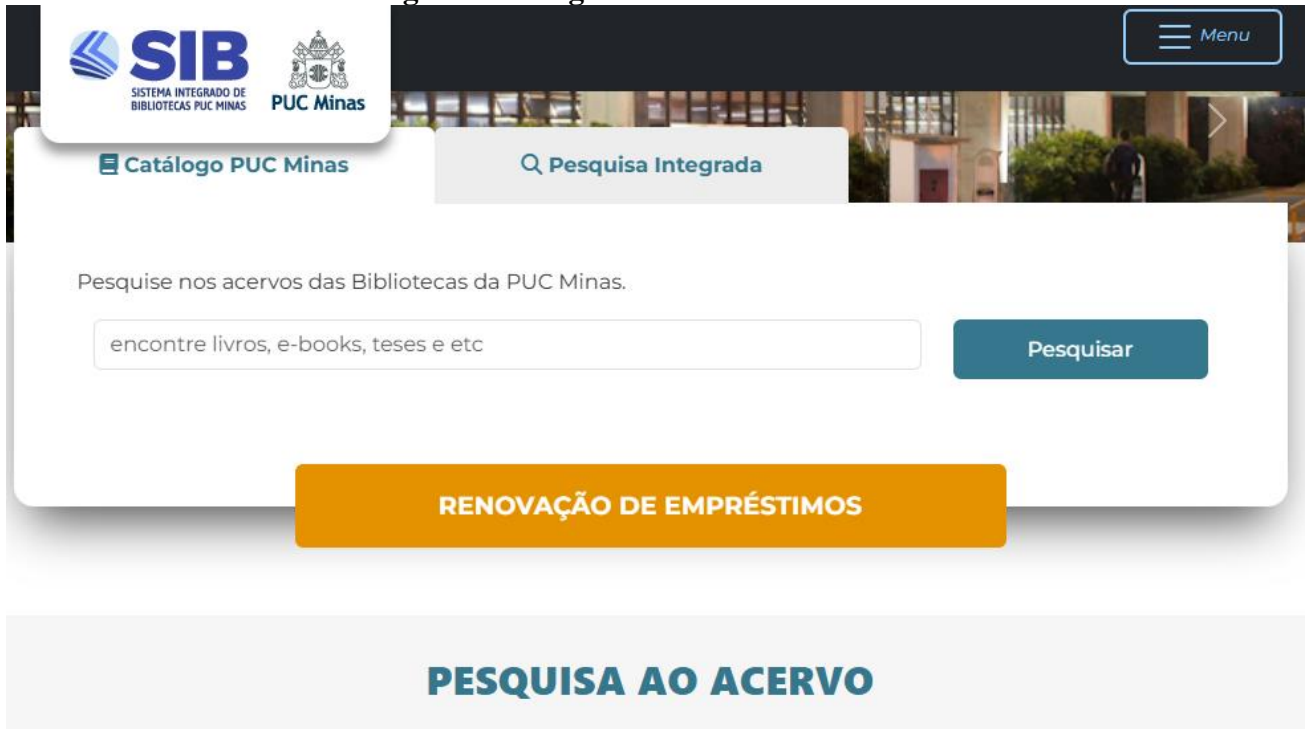 SIB
SISTEMA INTEGRADO DE
BIBLIOTECAS PUC MINAS
PUC Minas
Menu
Catálogo PUC Minas
Pesquisa Integrada
Pesquise nos acervos das Bibliotecas da PUC Minas.
encontre livros, e-books, teses e etc
Pesquisar
RENOVAÇÃO DE EMPRÉSTIMOS
PESQUISA AO ACERVO